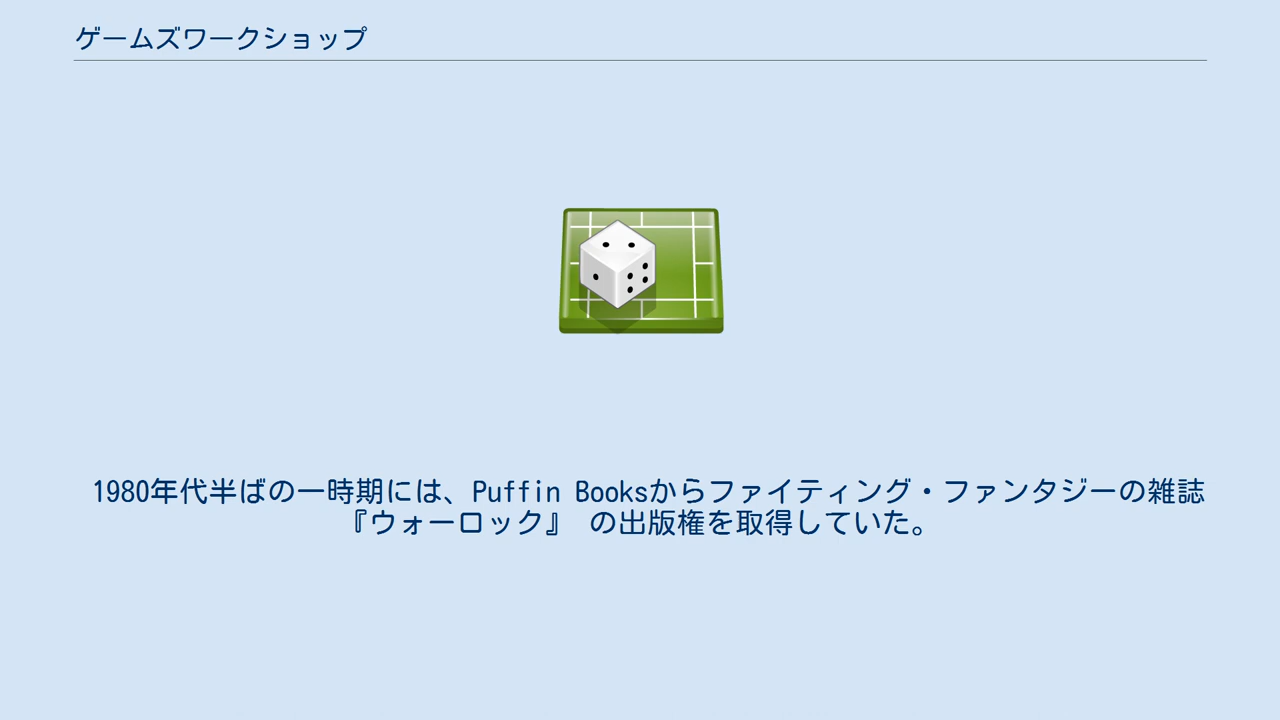 ゲームズワークショップ
1980年代半ばの一時期には、Puffin Booksからファイティング・ファンタジーの雑誌
『ウォーロック』 の出版権を取得していた。